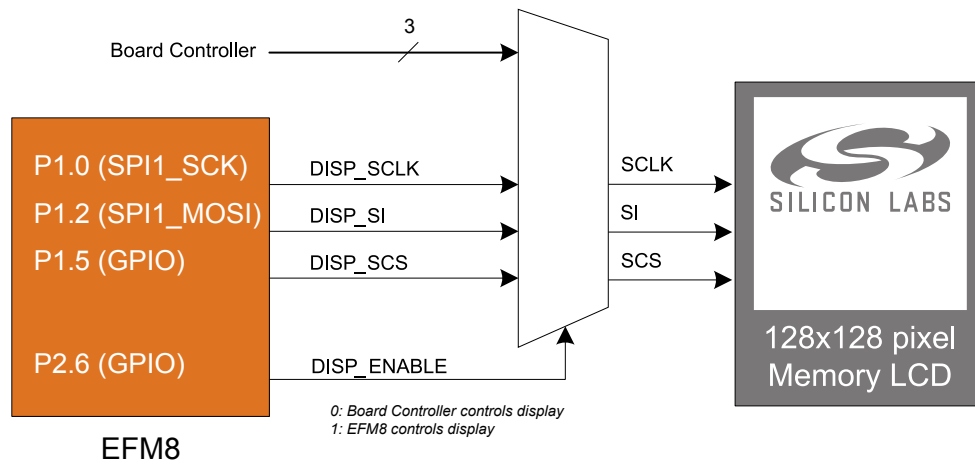 3
Board Controller
P1.0 (SPI1_SCK)
DISP_SCLK
SCLK
P1.2 (SPI1_MOSI)
DISP_SI
SI
P1.5 (GPIO)
DISP_SCS
SCS
SILICON LABS
P2.6 (GPIO)
DISP_ENABLE
128x128 pixel
Memory LCD
0: Board Controller controls display
1: EFM8 controls display
EFM8